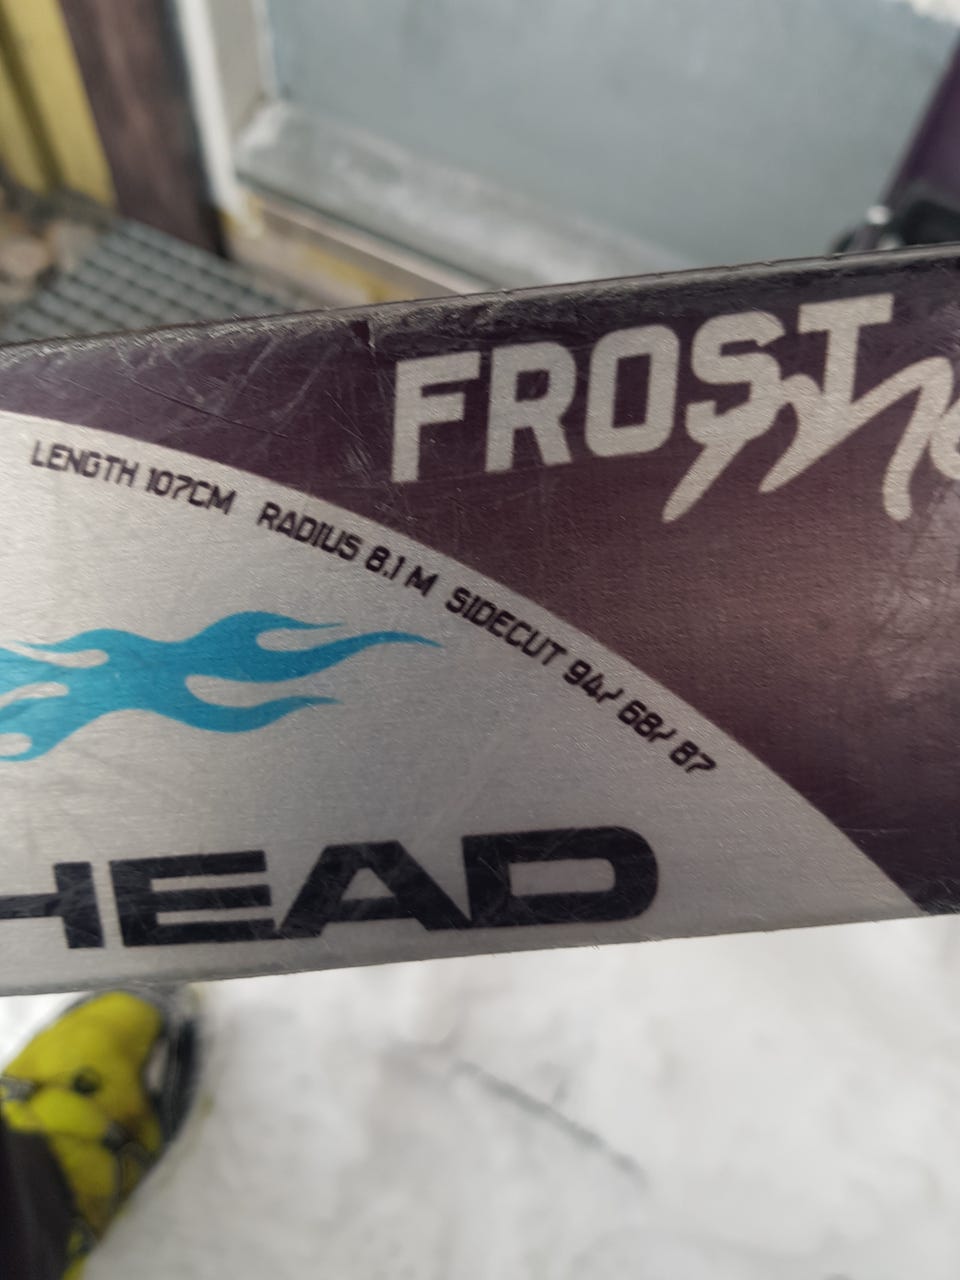 FROST
LENGTH 107CM RADIUS 8.1 M SIDECUT 94/ 68/ 87
HEAD